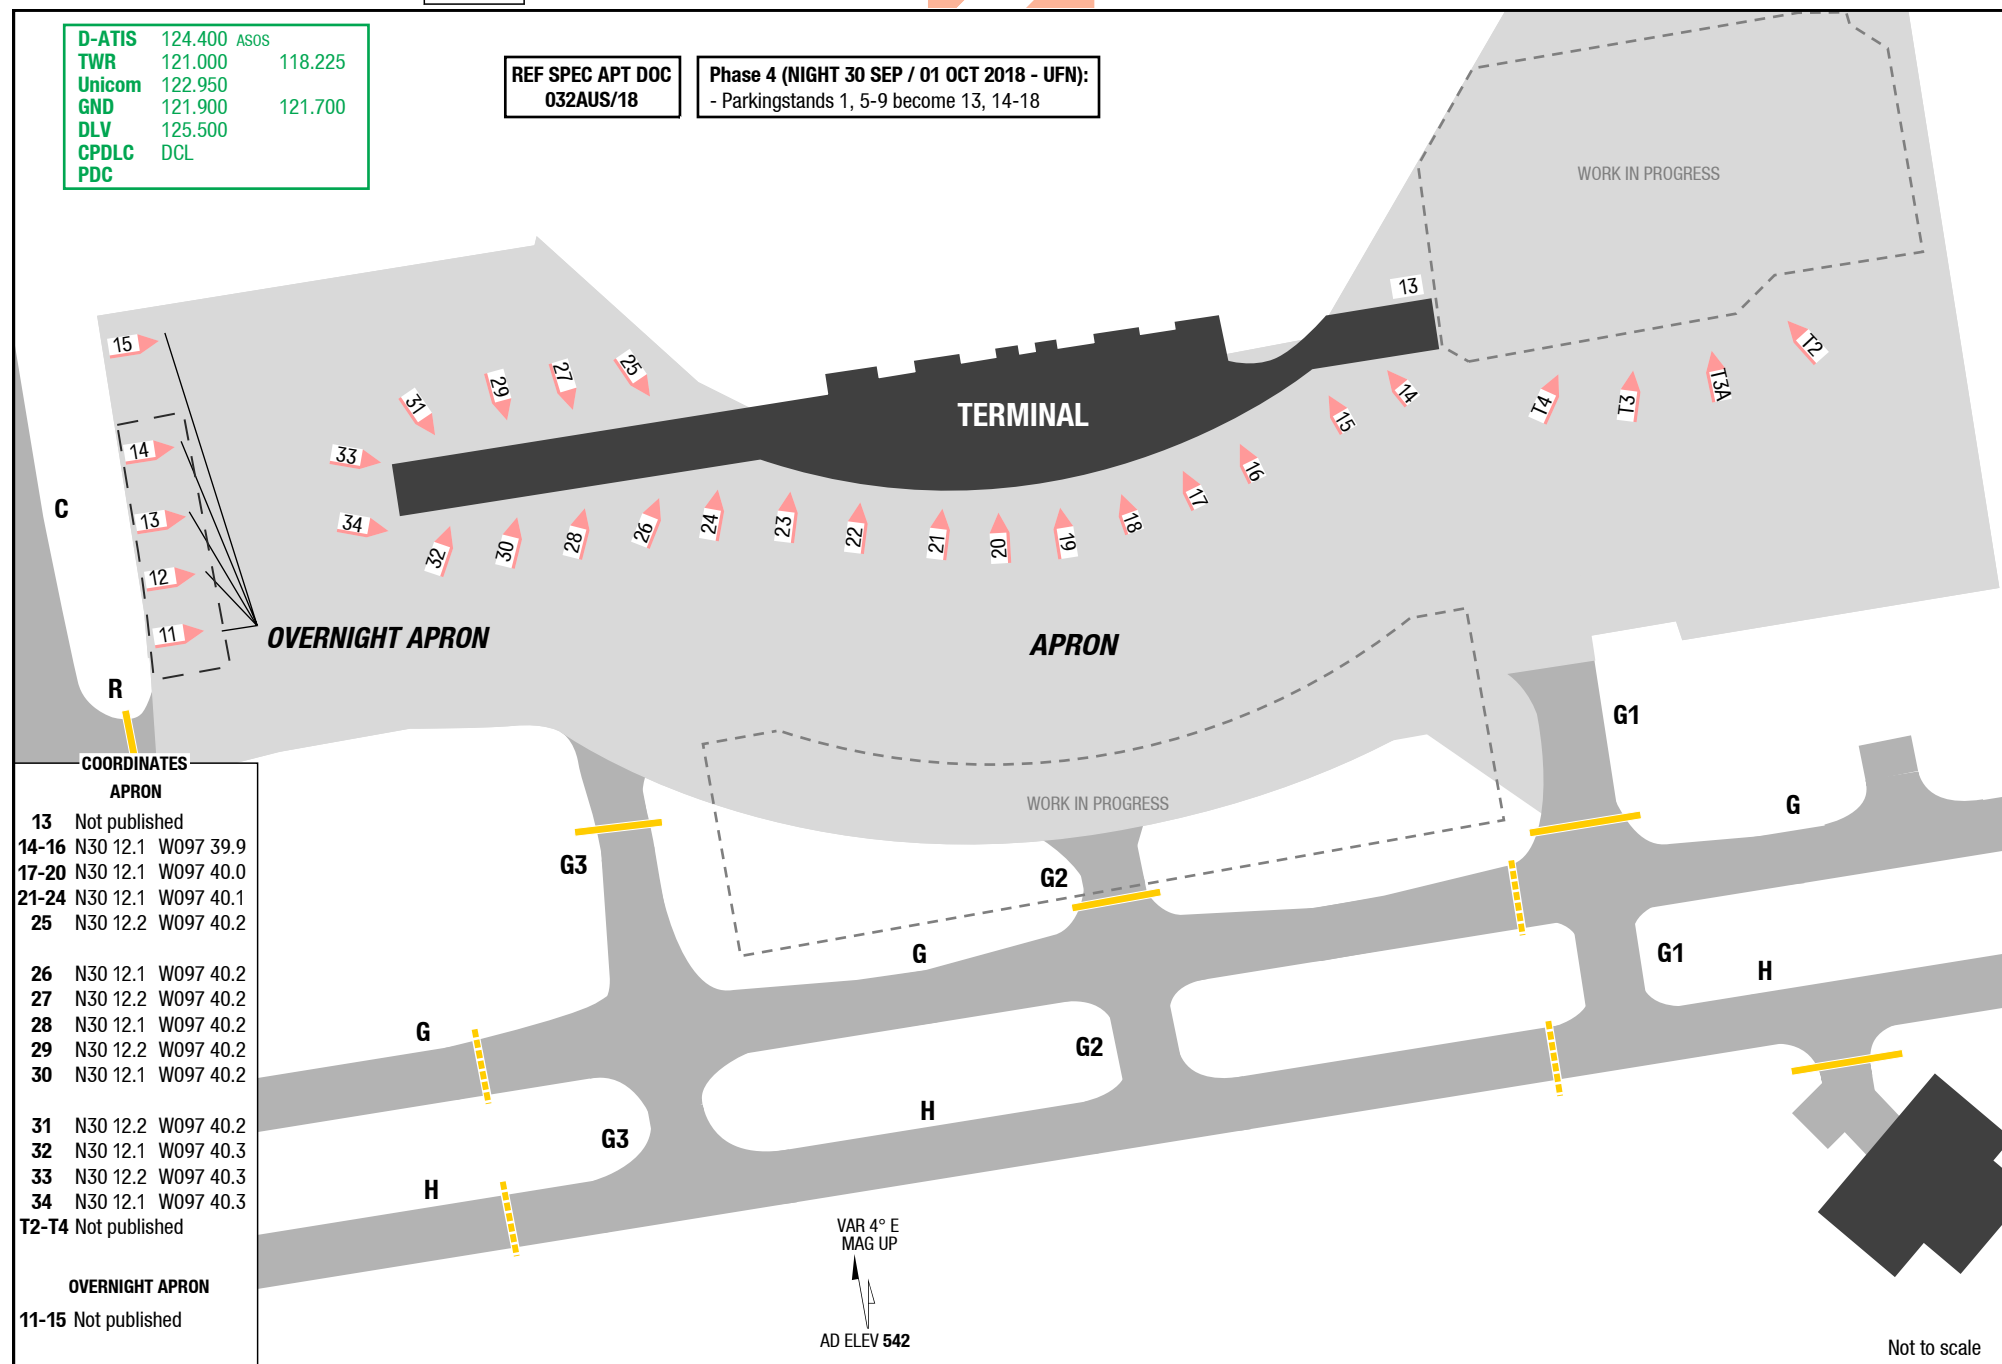 D-ATIS 124.400 ASOS
TWR 121.000 118.225
Unicom 122.950
GND 121.900 121.700
DLV 125.500
CPDLC DCL
PDC
REF SPEC APT DOC
032AUS/18
Phase 4 (NIGHT 30 SEP / 01 OCT 2018 - UFN):
- Parkingstands 1, 5-9 become 13, 14-18
WORK IN PROGRESS
13
15
14
13
12
11
31
29
27
25
33
34
TERMINAL
32
30
28
26
24
23
22
21
20
19
18
17
16
15
14
T4
T3
T3A
T2
C
R
OVERNIGHT APRON
APRON
G1
WORK IN PROGRESS
G
G3
G2
G
G1
H
G
G2
H
G3
H
COORDINATES
APRON
13 Not published
14-16 N30 12.1 W097 39.9
17-20 N30 12.1 W097 40.0
21-24 N30 12.1 W097 40.1
25 N30 12.2 W097 40.2
26 N30 12.1 W097 40.2
27 N30 12.2 W097 40.2
28 N30 12.1 W097 40.2
29 N30 12.2 W097 40.2
30 N30 12.1 W097 40.2
31 N30 12.2 W097 40.2
32 N30 12.1 W097 40.3
33 N30 12.2 W097 40.3
34 N30 12.1 W097 40.3
T2-T4 Not published
OVERNIGHT APRON
11-15 Not published
VAR 4° E
MAG UP
AD ELEV 542
Not to scale